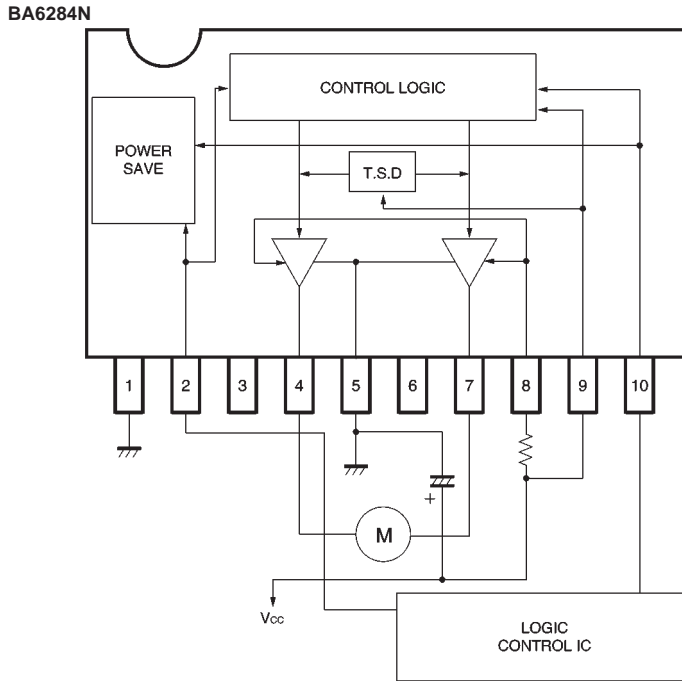 BA6284N
CONTROL LOGIC
POWER
SAVE
T.S.D
1 2 3 4 5 6 7 8 9 10
+
M
Vcc
LOGIC
CONTROL IC